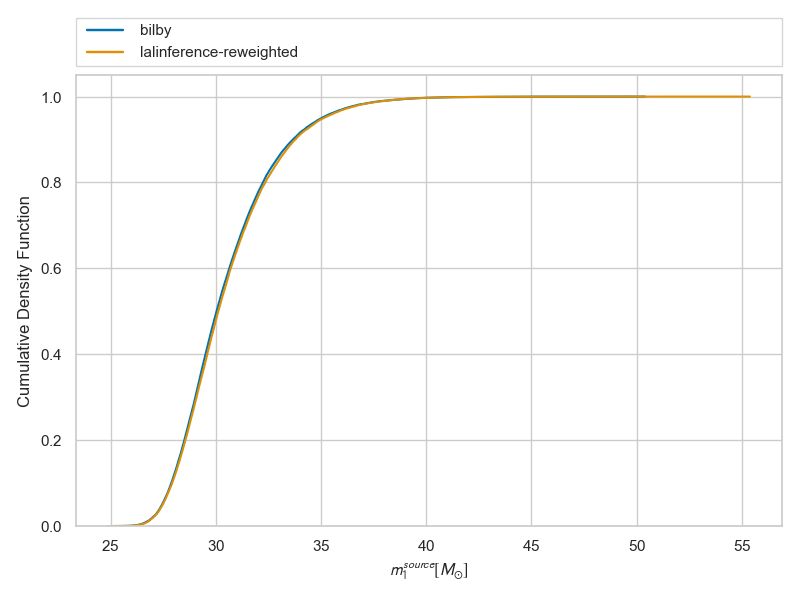 bilby
lalinference-reweighted
1.0
0.8
0.6
0.4
0.2
0.0
Cumulative Density Function
25 30 35 40 45 50 55
m₁^source[M⊙]